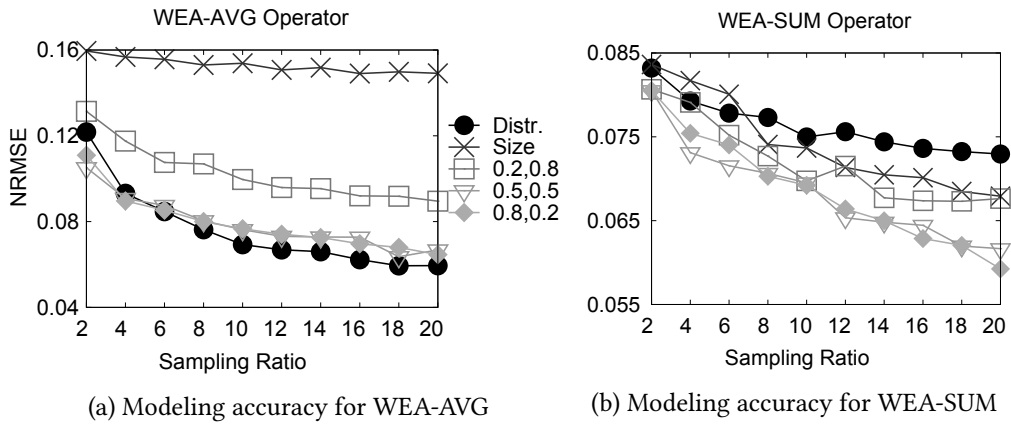 WEA-AVG Operator
0.16
0.12
0.08
0.04
NRMSE
2 4 6 8 10 12 14 16 18 20
Sampling Ratio
(a) Modeling accuracy for WEA-AVG
Distr.
Size
0.2,0.8
0.5,0.5
0.8,0.2
WEA-SUM Operator
0.085
0.075
0.065
0.055
2 4 6 8 10 12 14 16 18 20
Sampling Ratio
(b) Modeling accuracy for WEA-SUM